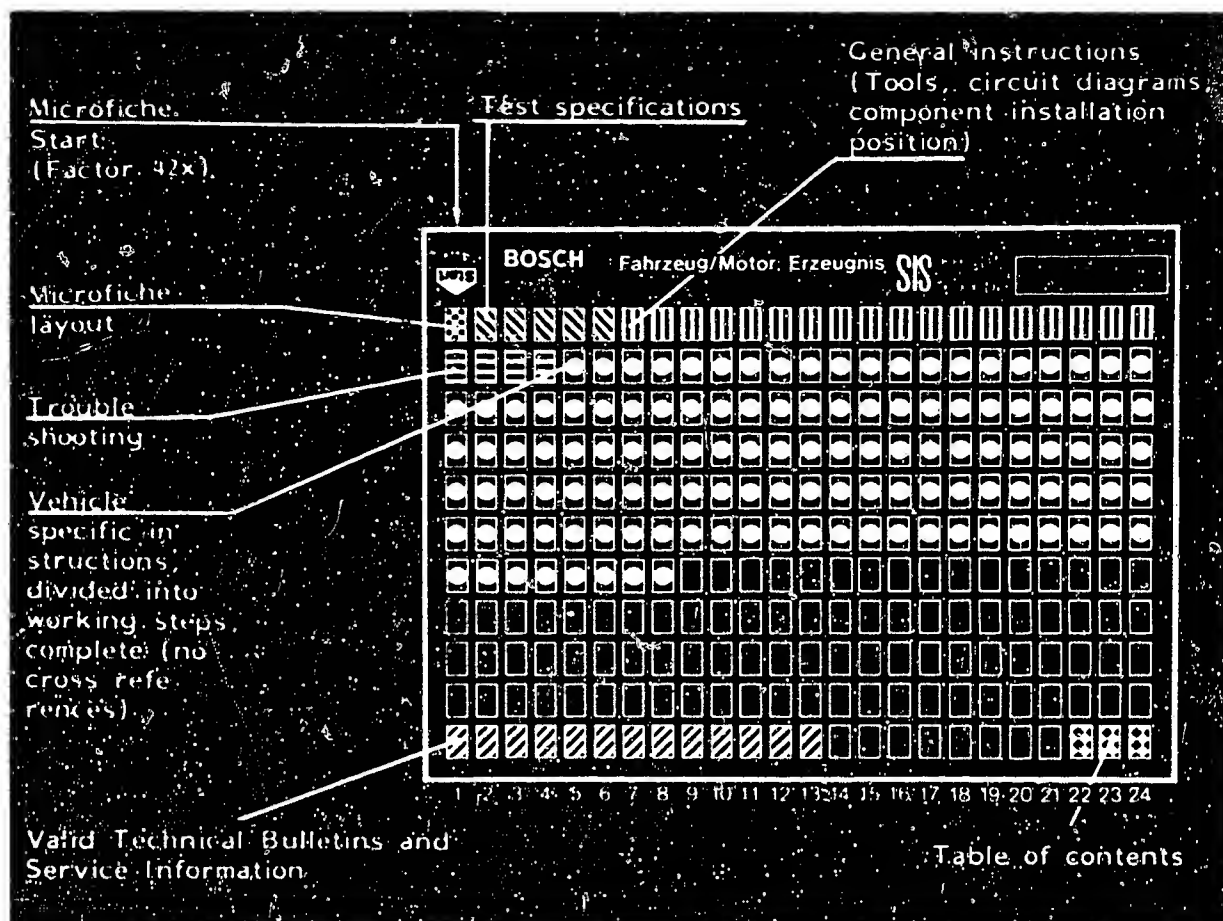 Microfiche
Start
(Factor 42x)
Test specifications
General instructions
(Tools, circuit diagrams,
component installation
position)
BOSCH Fahrzeug/Motor: Erzeugnis SIS
Microfiche
layout
Trouble
shooting
Vehicle
specific in
structions,
divided into
working steps
complete (no
cross refe
rences)
1 2 3 4 5 6 7 8 9 10 11 12 13 14 15 16 17 18 19 20 21 22 23 24
Valid Technical Bulletins and
Service Information
Table of contents